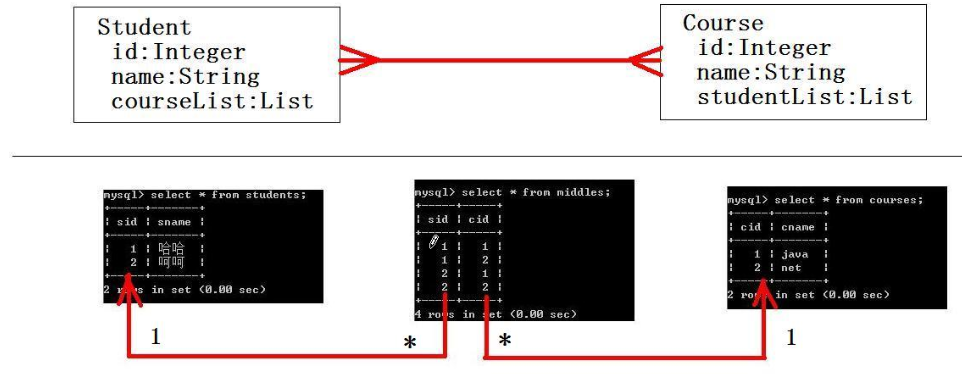 Student
id:Integer
name:String
courseList:List
Course
id:Integer
name:String
studentList:List
mysql> select * from students;
+------+-------+
| sid | sname |
+------+-------+
| 1 | 哈哈 |
| 2 | 呵呵 |
+------+-------+
2 rows in set (0.00 sec)
mysql> select * from middles;
+-----+-----+
| sid | cid |
+-----+-----+
| 1 | 1 |
| 1 | 2 |
| 2 | 1 |
| 2 | 2 |
+-----+-----+
4 rows in set (0.00 sec)
mysql> select * from courses;
+-----+-------+
| cid | cname |
+-----+-------+
| 1 | java |
| 2 | net |
+-----+-------+
2 rows in set (0.00 sec)
1
*
*
1